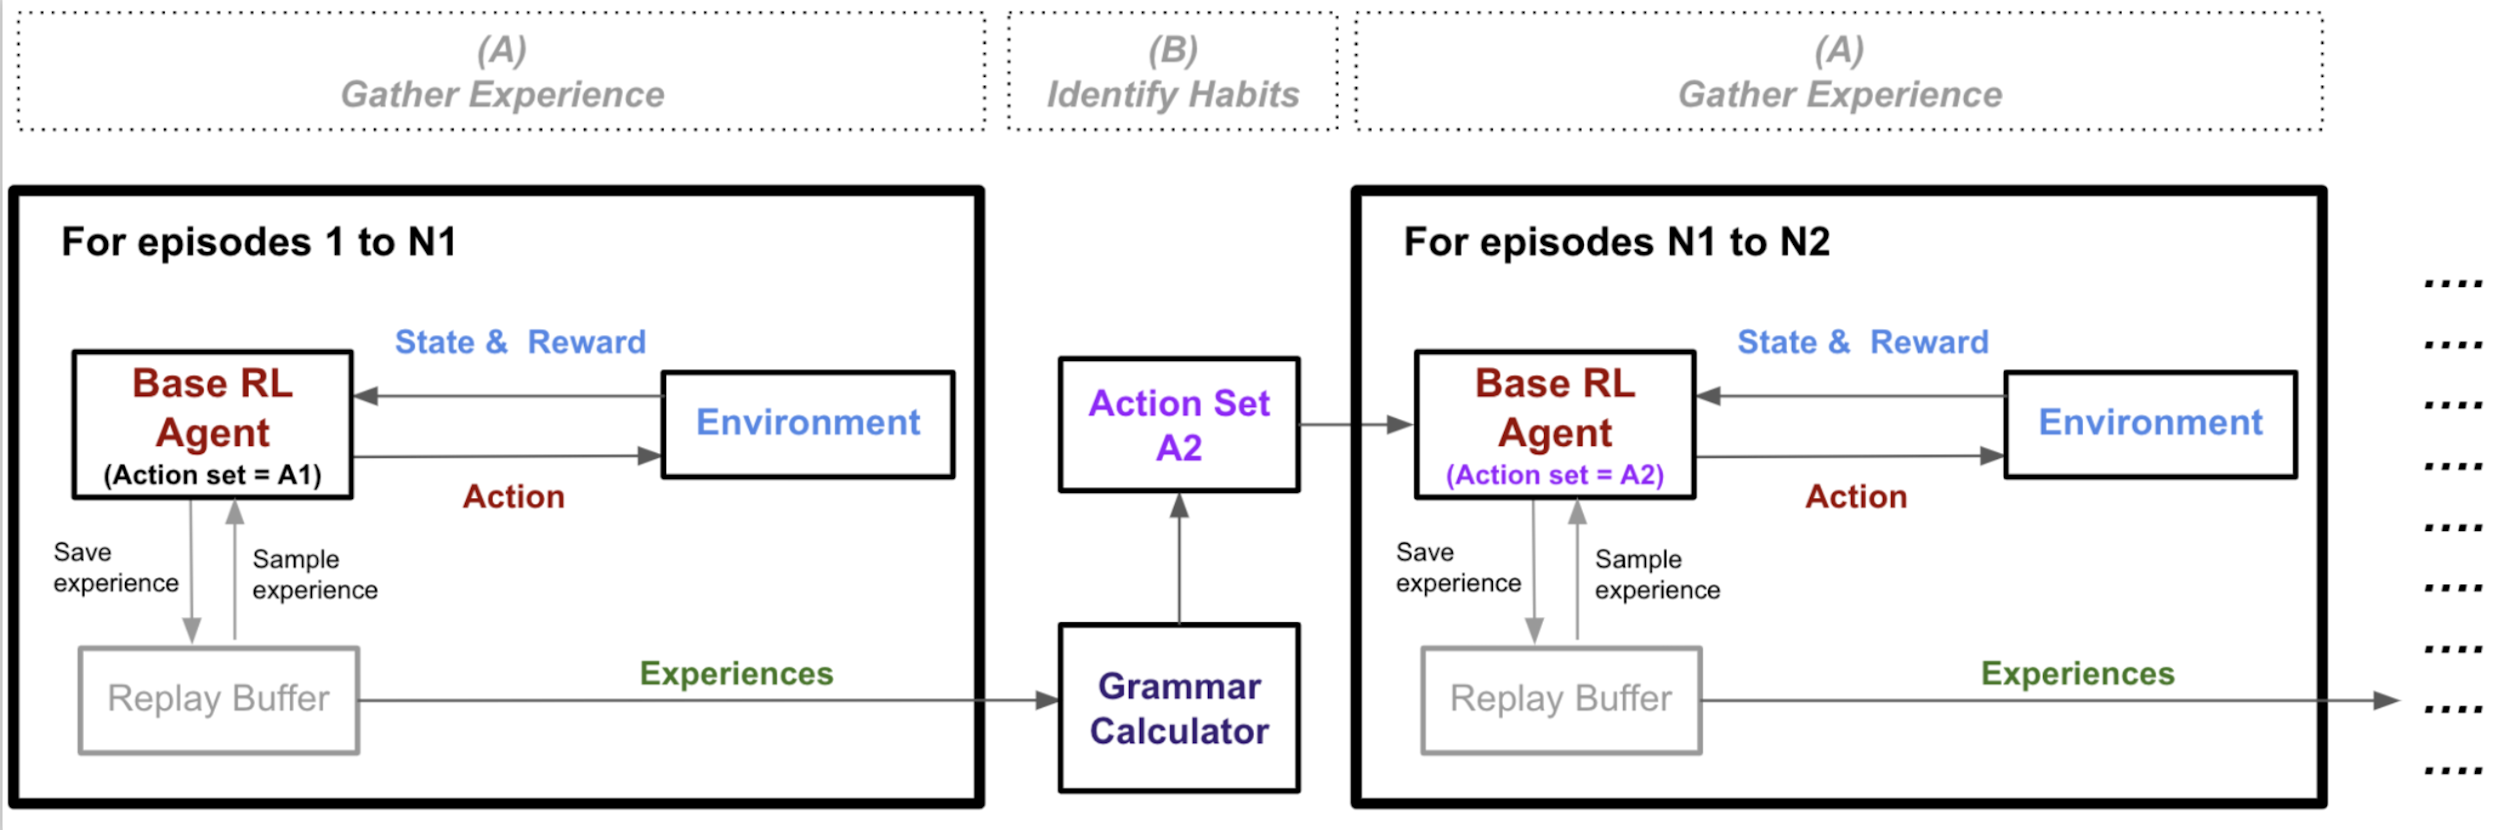 (A)
Gather Experience
(B)
Identify Habits
(A)
Gather Experience
For episodes 1 to N1
State &  Reward
Base RL
Agent
(Action set = A1)
Environment
Action
Save
experience
Sample
experience
Replay Buffer
Experiences
Action Set
A2
Grammar
Calculator
For episodes N1 to N2
State &  Reward
Base RL
Agent
(Action set = A2)
Environment
Action
Save
experience
Sample
experience
Replay Buffer
Experiences
....
....
....
....
....
....
....
....
....